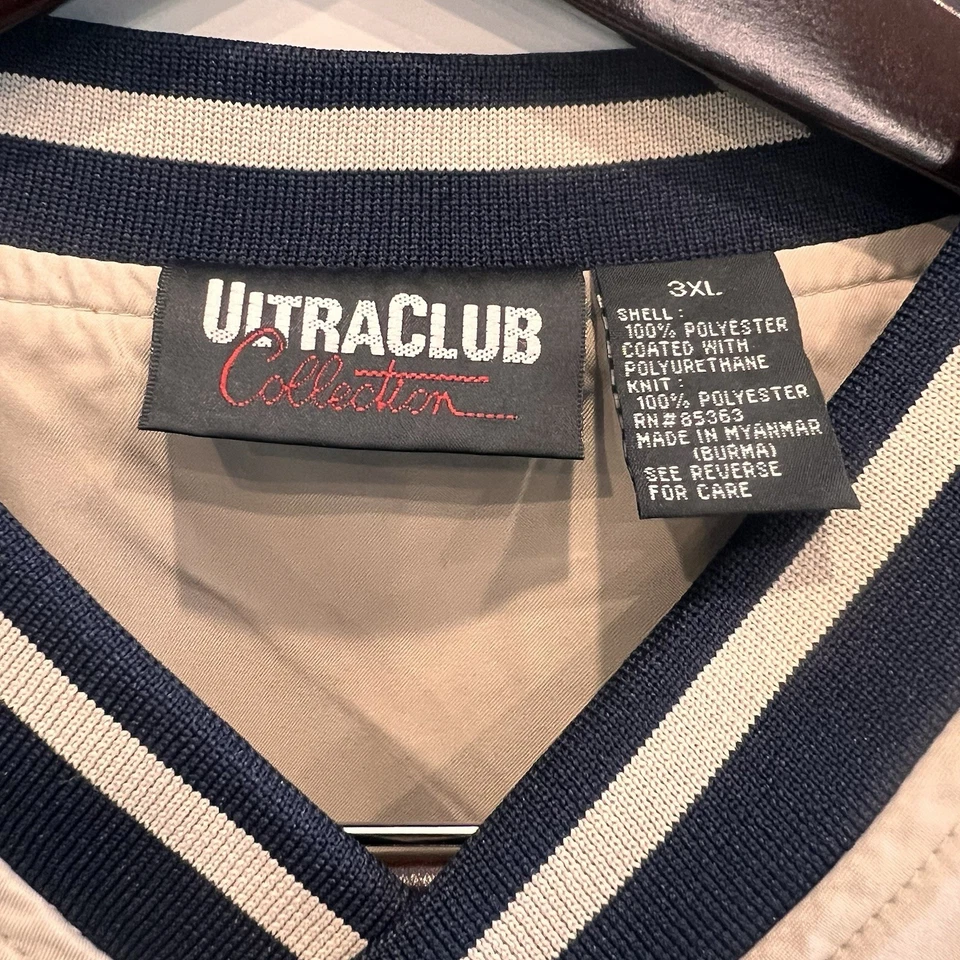 ULTRACLUB
Collection
3XL
SHELL:
100% POLYESTER
COATED WITH
POLYURETHANE
KNIT:
100% POLYESTER
RN#85363
MADE IN MYANMAR
(BURMA)
SEE REVERSE
FOR CARE